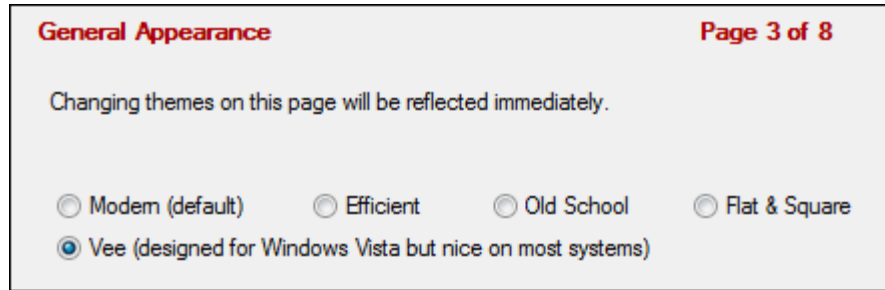 General Appearance Page 3 of 8
Changing themes on this page will be reflected immediately.
Modern (default) Efficient Old School Flat & Square
Vee (designed for Windows Vista but nice on most systems)